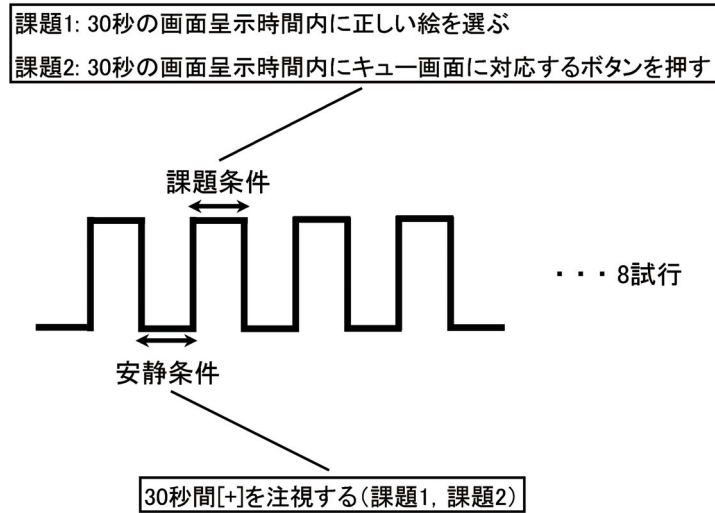 課題1: 30秒の画面呈示時間内に正しい絵を選ぶ
課題2: 30秒の画面呈示時間内にキュー画面に対応するボタンを押す
課題条件
・・・8試行
安静条件
30秒間[+]を注視する(課題1, 課題2)